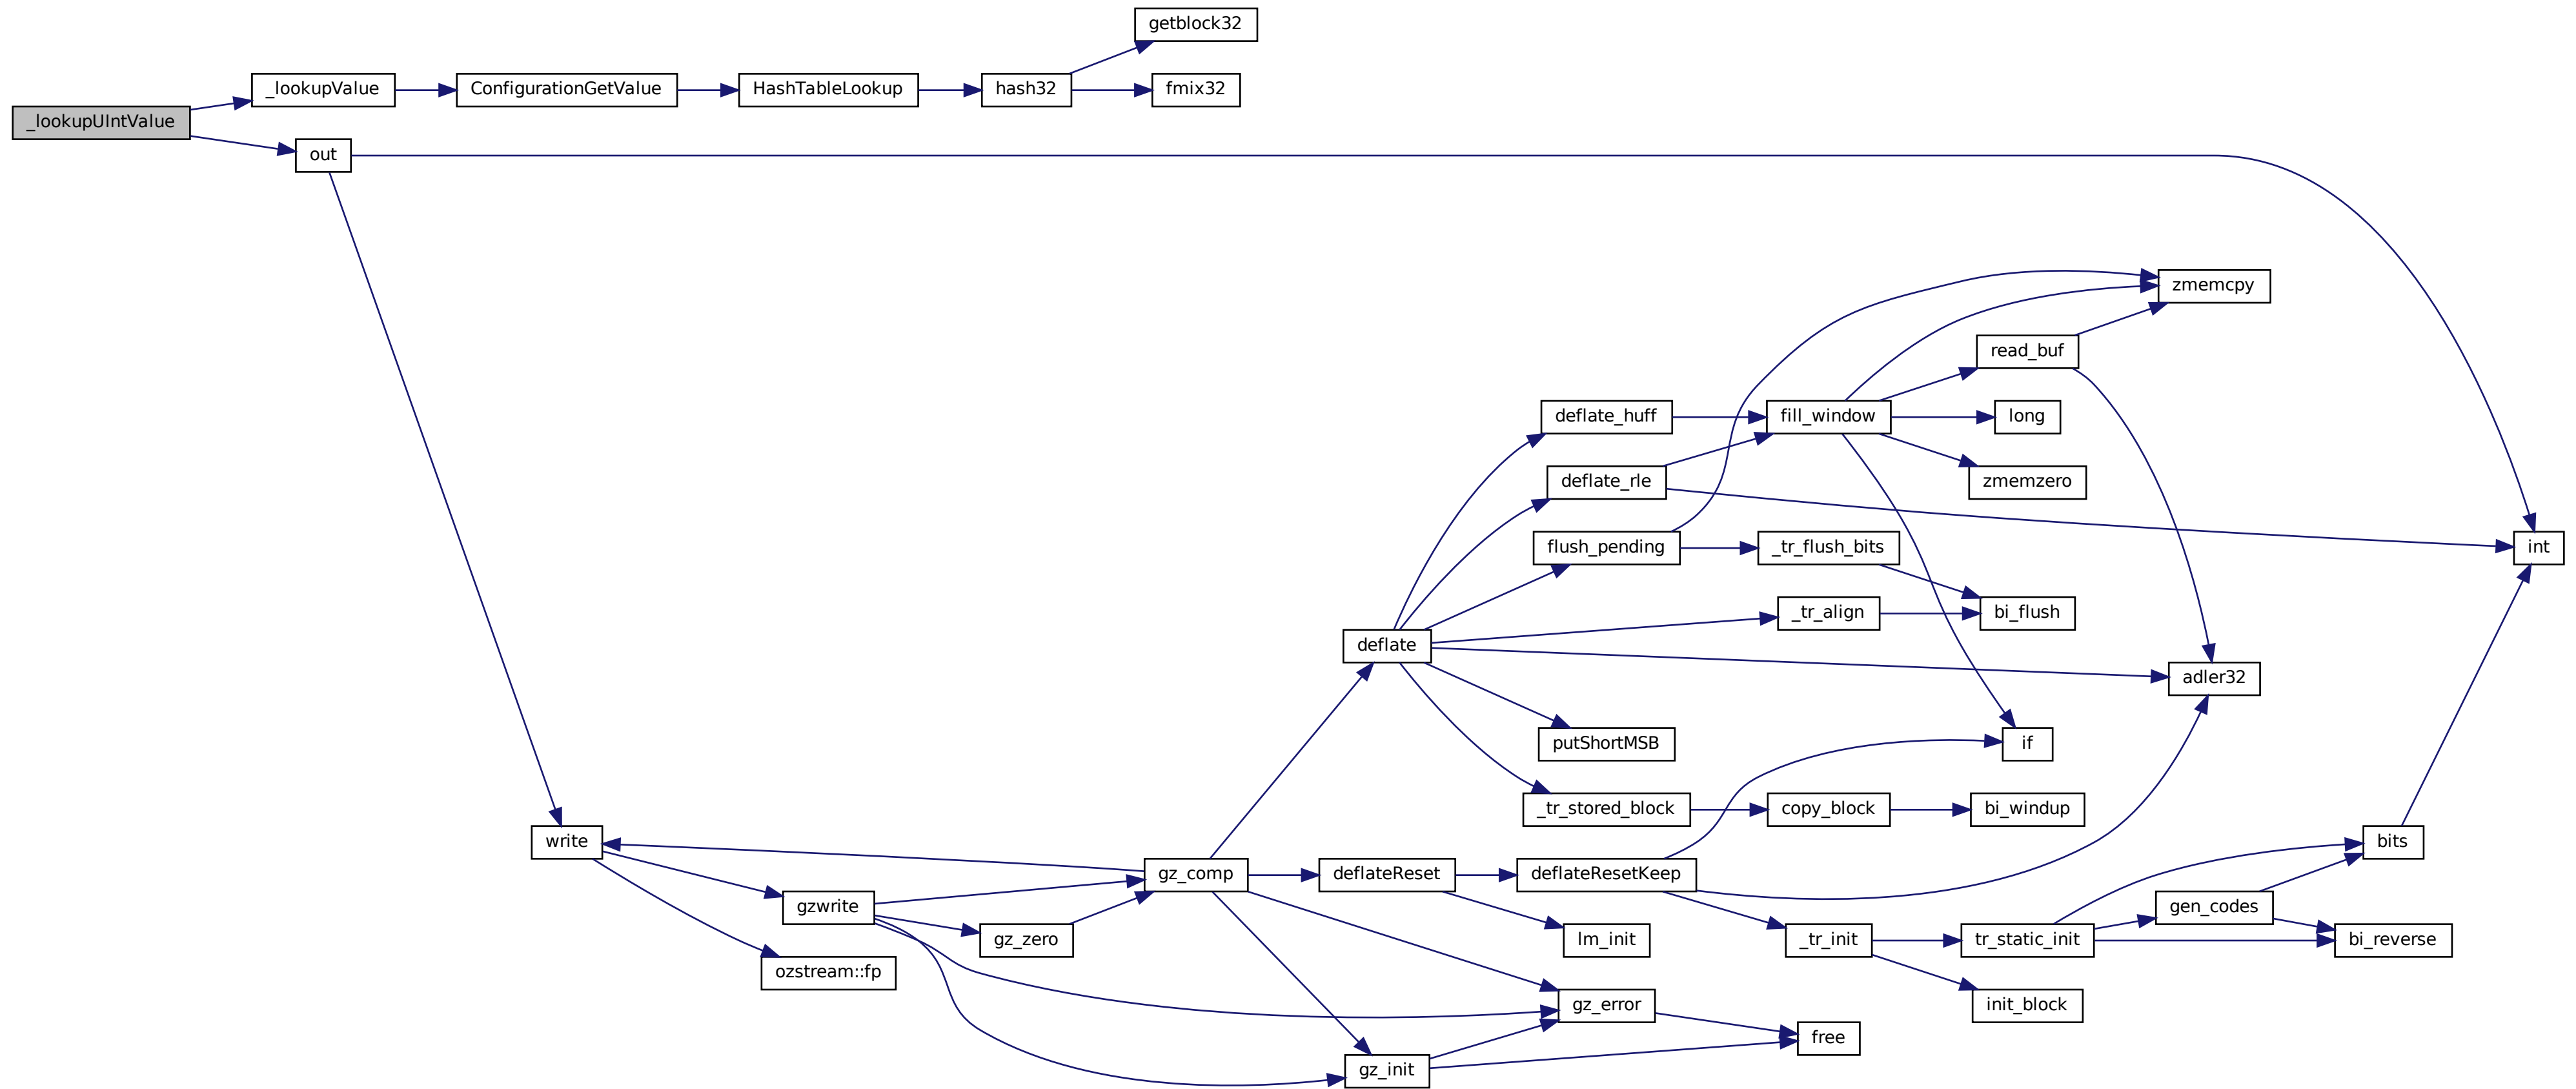 getblock32
_lookupValue
ConfigurationGetValue
HashTableLookup
hash32
fmix32
_lookupUIntValue
out
zmemcpy
read_buf
deflate_huff
fill_window
long
deflate_rle
zmemzero
flush_pending
_tr_flush_bits
int
_tr_align
bi_flush
deflate
adler32
putShortMSB
if
_tr_stored_block
copy_block
bi_windup
write
bits
gz_comp
deflateReset
deflateResetKeep
gzwrite
gen_codes
gz_zero
lm_init
_tr_init
tr_static_init
bi_reverse
ozstream::fp
gz_error
init_block
free
gz_init